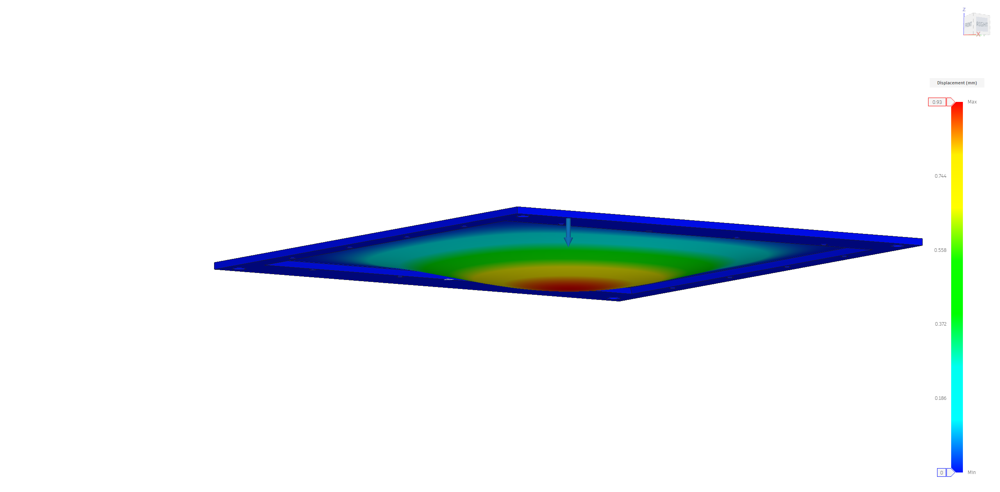 Z
FRONT
RIGHT
X
Displacement (mm)
0.93
Max
0.744
0.558
0.372
0.186
0
Min